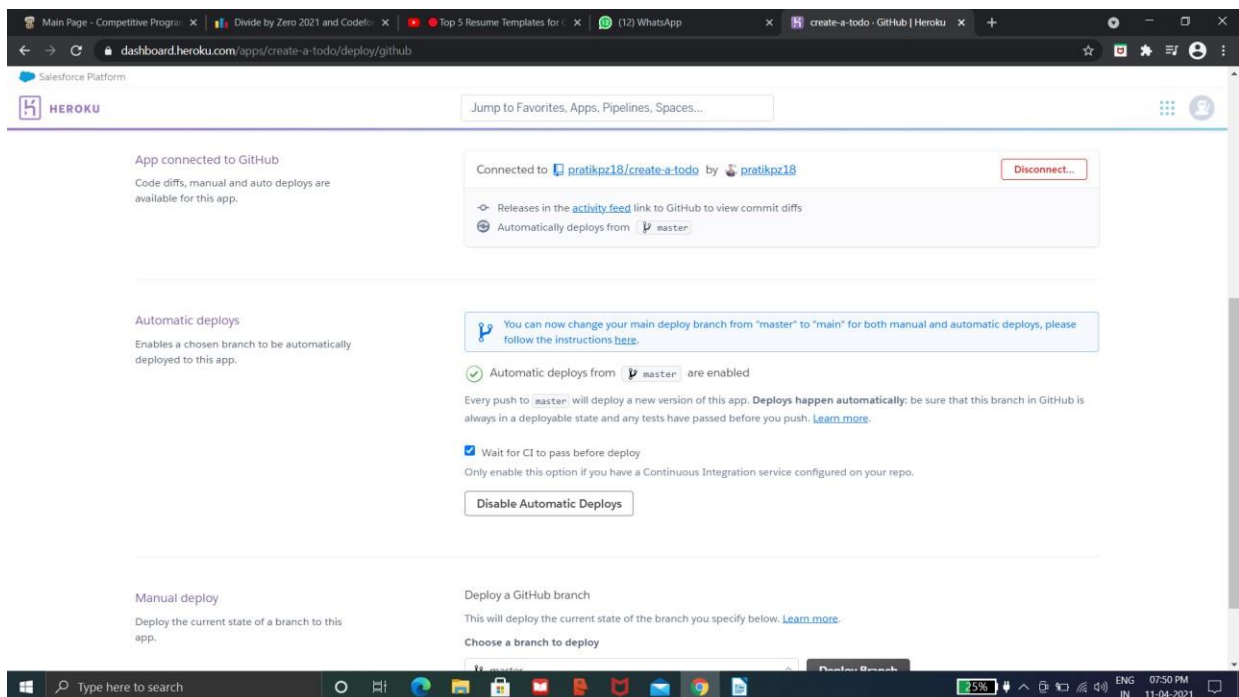 Main Page - Competitive Progra
Divide by Zero 2021 and Codefo
Top 5 Resume Templates for C
(12) WhatsApp
create-a-todo · GitHub | Heroku
dashboard.heroku.com/apps/create-a-todo/deploy/github
Salesforce Platform
HEROKU
Jump to Favorites, Apps, Pipelines, Spaces...
App connected to GitHub
Code diffs, manual and auto deploys are
available for this app.
Connected to pratikpz18/create-a-todo by pratikpz18
Disconnect...
Releases in the activity feed link to GitHub to view commit diffs
Automatically deploys from master
Automatic deploys
Enables a chosen branch to be automatically
deployed to this app.
You can now change your main deploy branch from "master" to "main" for both manual and automatic deploys, please
follow the instructions here.
Automatic deploys from master are enabled
Every push to master will deploy a new version of this app. Deploys happen automatically: be sure that this branch in GitHub is
always in a deployable state and any tests have passed before you push. Learn more.
Wait for CI to pass before deploy
Only enable this option if you have a Continuous Integration service configured on your repo.
Disable Automatic Deploys
Manual deploy
Deploy the current state of a branch to this
app.
Deploy a GitHub branch
This will deploy the current state of the branch you specify below. Learn more.
Choose a branch to deploy
master
Deploy Branch
Type here to search
25%
ENG
IN
07:50 PM
11-04-2021